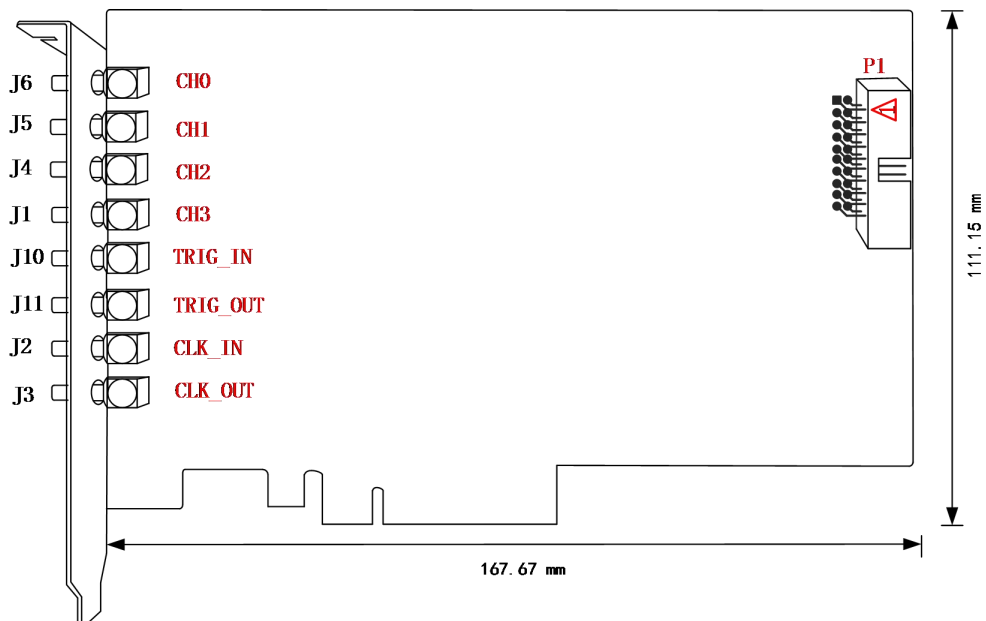 P1
1
J6 CH0
J5 CH1
J4 CH2
J1 CH3
J10 TRIG_IN
J11 TRIG_OUT
J2 CLK_IN
J3 CLK_OUT
111.15 mm
167.67 mm